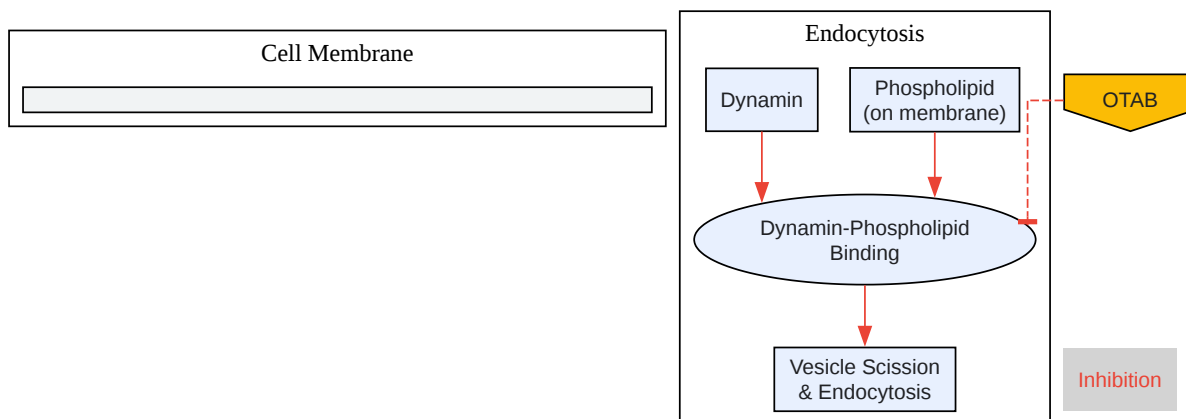 Cell Membrane
Endocytosis
Dynamin
Phospholipid
(on membrane)
OTAB
Dynamin-Phospholipid
Binding
Vesicle Scission
& Endocytosis
Inhibition